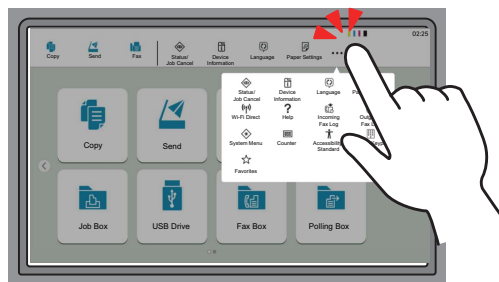 02:25
Copy
Send
Fax
Status/
Job Cancel
Device
Information
Language
Paper Settings
Status/
Job Cancel
Device
Information
Language
Wi-Fi Direct
Help
Incoming
Fax Log
System Menu
Counter
Accessibility
Standard
Favorites
Copy
Send
Job Box
USB Drive
Fax Box
Polling Box